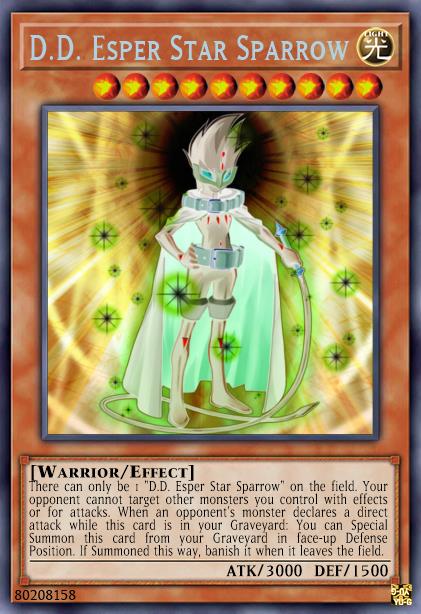 D.D. Esper Star Sparrow
LIGHT
光
[Warrior/Effect]
There can only be 1 "D.D. Esper Star Sparrow" on the field. Your
opponent cannot target other monsters you control with effects
or for attacks. When an opponent's monster declares a direct
attack while this card is in your Graveyard: You can Special
Summon this card from your Graveyard in face-up Defense
Position. If Summoned this way, banish it when it leaves the field.
ATK/3000 DEF/1500
80208158